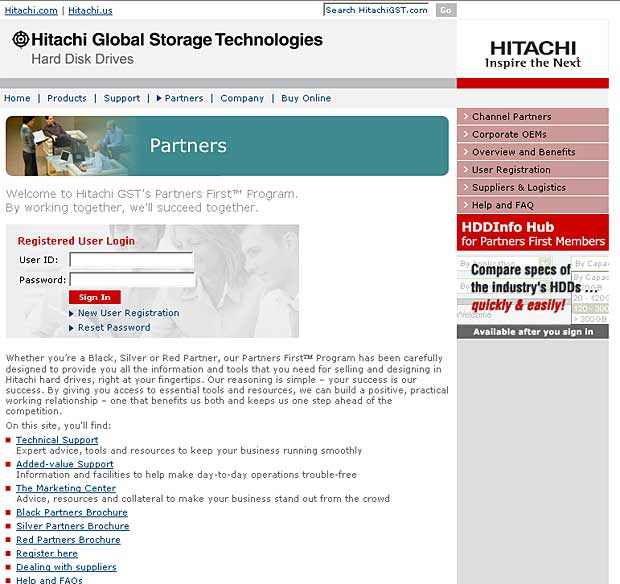 Hitachi.com | Hitachi.us
Search HitachiGST.com Go
Hitachi Global Storage Technologies
Hard Disk Drives
HITACHI
Inspire the Next
Home | Products | Support | Partners | Company | Buy Online
Partners
Channel Partners
Corporate OEMs
Overview and Benefits
User Registration
Suppliers & Logistics
Help and FAQ
HDDInfo Hub
for Partners First Members
Compare specs of
the industry's HDDs ...
quickly & easily!
Available after you sign in
Welcome to Hitachi GST's Partners First™ Program.
By working together, we'll succeed together.
Registered User Login
User ID:
Password:
Sign In
New User Registration
Reset Password
Whether you're a Black, Silver or Red Partner, our Partners First™ Program has been carefully
designed to provide you all the information and tools that you need for selling and designing in
Hitachi hard drives, right at your fingertips. Our reasoning is simple – your success is our
success. By giving you access to essential tools and resources, we can build a positive, practical
working relationship – one that benefits us both and keeps us one step ahead of the
competition.
On this site, you'll find:
Technical Support
Expert advice, tools and resources to keep your business running smoothly
Added-value Support
Information and facilities to help make day-to-day operations trouble-free
The Marketing Center
Advice, resources and collateral to make your business stand out from the crowd
Black Partners Brochure
Silver Partners Brochure
Red Partners Brochure
Register here
Dealing with suppliers
Help and FAQs